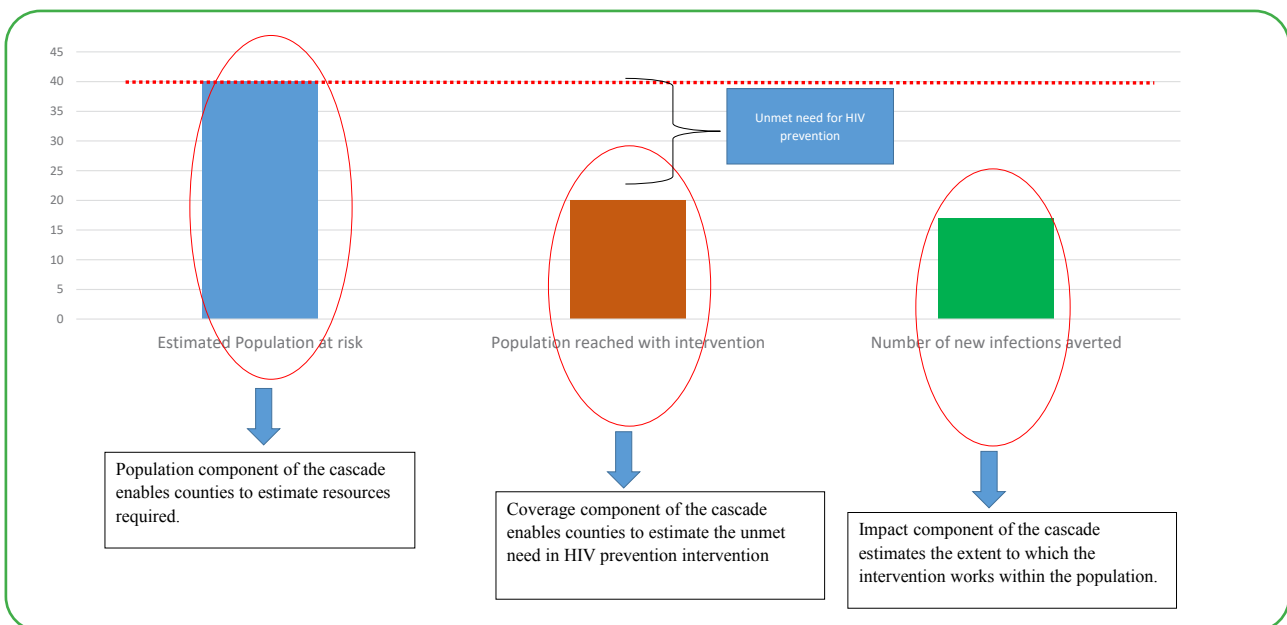 45
40
35
30
25
20
15
10
5
0
Unmet need for HIV
prevention
Estimated Population at risk
Population reached with intervention
Number of new infections averted
Population component of the cascade
enables counties to estimate resources
required.
Coverage component of the cascade
enables counties to estimate the unmet
need in HIV prevention intervention
Impact component of the cascade
estimates the extent to which the
intervention works within the population.